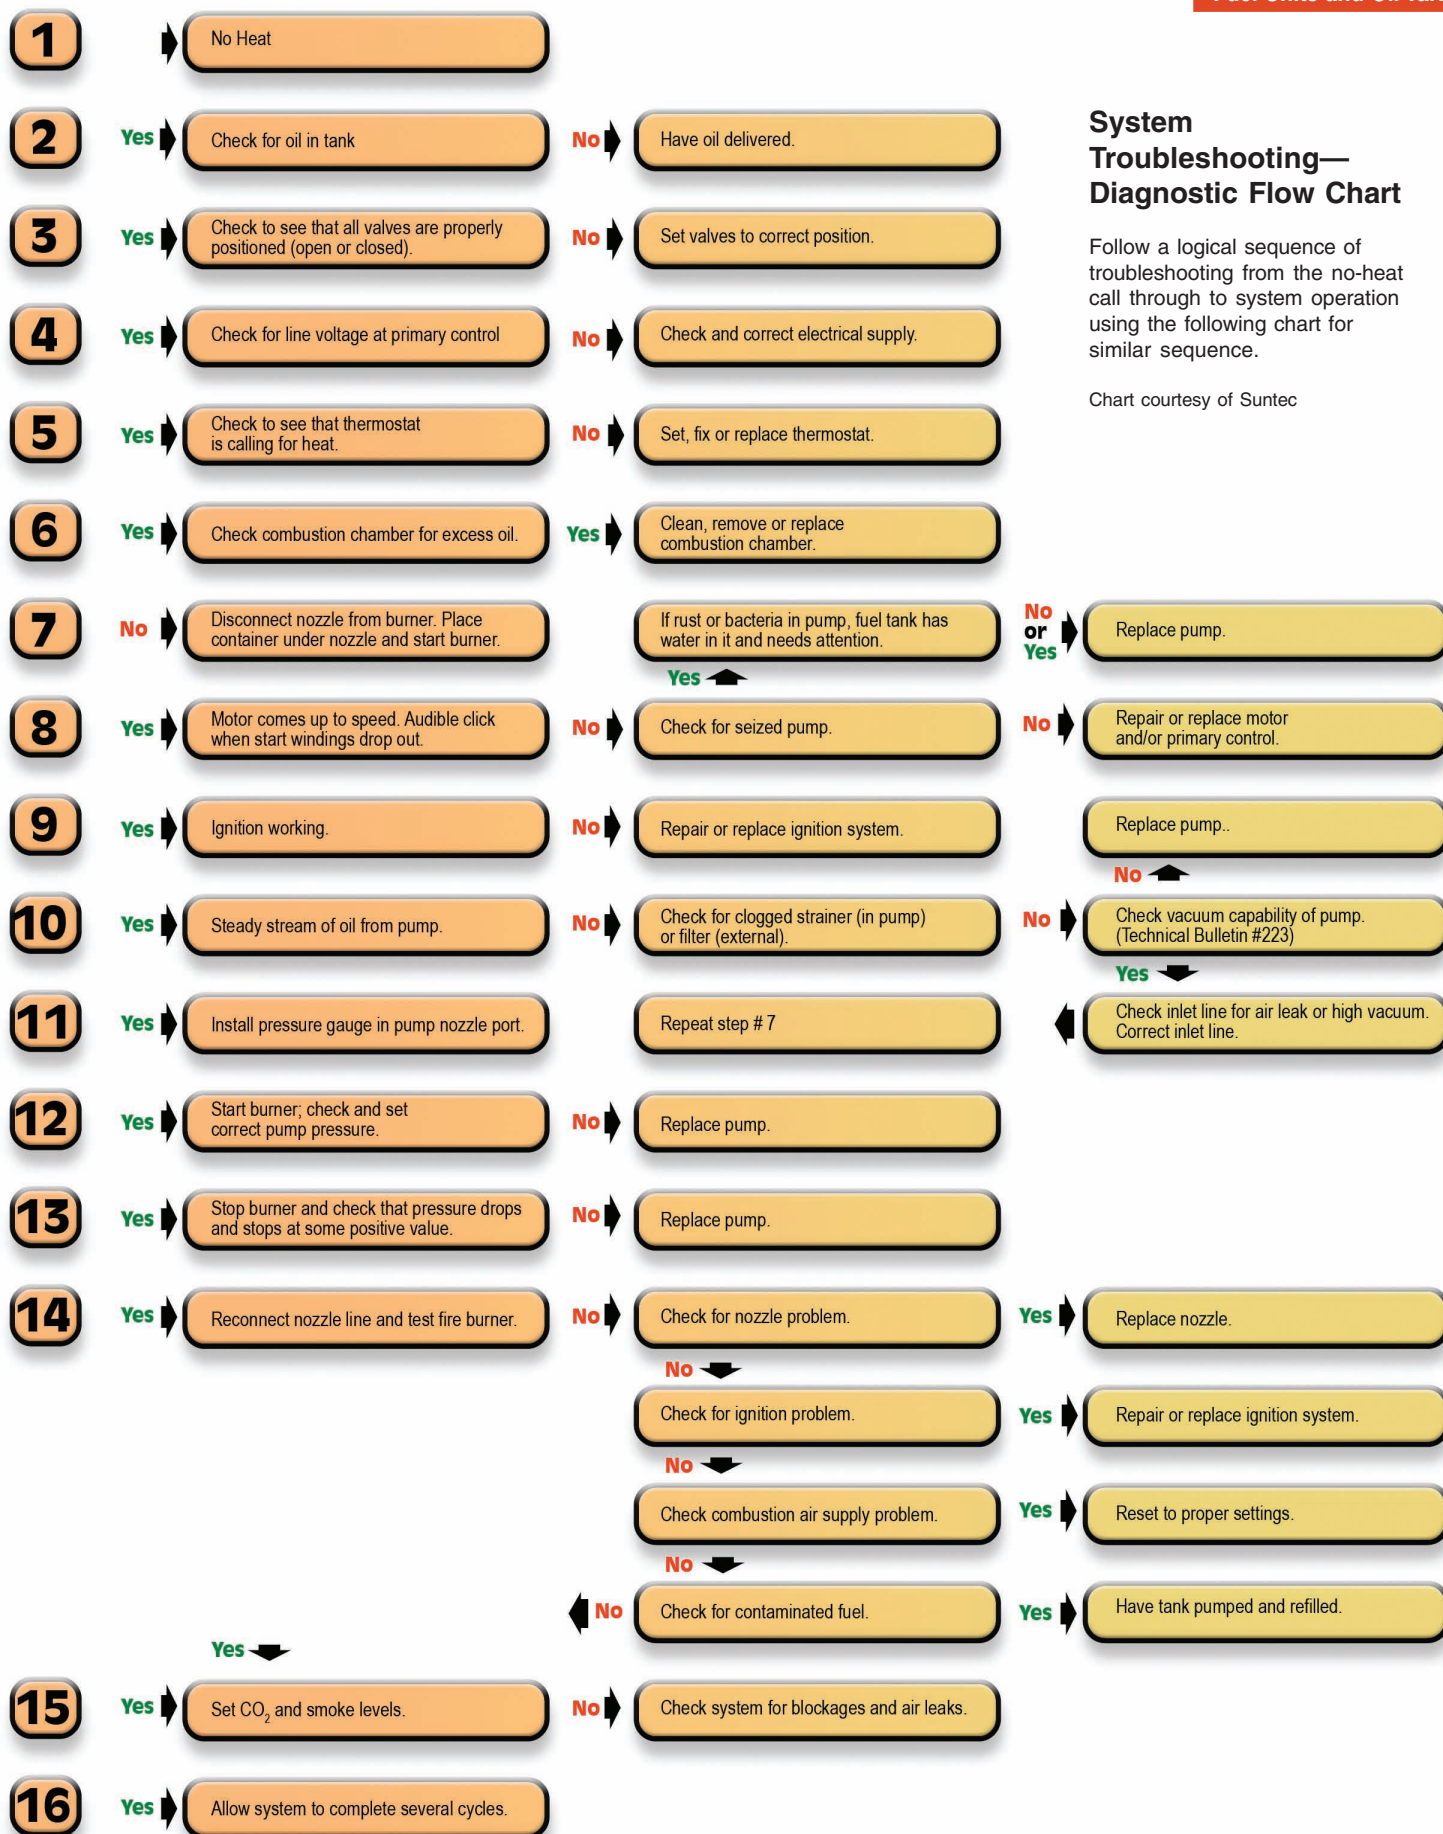 1
No Heat
2
Yes
Check for oil in tank
No
Have oil delivered.
System
Troubleshooting—
Diagnostic Flow Chart
Follow a logical sequence of
troubleshooting from the no-heat
call through to system operation
using the following chart for
similar sequence.
Chart courtesy of Suntec
3
Yes
Check to see that all valves are properly
positioned (open or closed).
No
Set valves to correct position.
4
Yes
Check for line voltage at primary control
No
Check and correct electrical supply.
5
Yes
Check to see that thermostat
is calling for heat.
No
Set, fix or replace thermostat.
6
Yes
Check combustion chamber for excess oil.
Yes
Clean, remove or replace
combustion chamber.
7
No
Disconnect nozzle from burner. Place
container under nozzle and start burner.
If rust or bacteria in pump, fuel tank has
water in it and needs attention.
No
or
Yes
Replace pump.
Yes
8
Yes
Motor comes up to speed. Audible click
when start windings drop out.
No
Check for seized pump.
No
Repair or replace motor
and/or primary control.
9
Yes
Ignition working.
No
Repair or replace ignition system.
Replace pump..
No
10
Yes
Steady stream of oil from pump.
No
Check for clogged strainer (in pump)
or filter (external).
No
Check vacuum capability of pump.
(Technical Bulletin #223)
Yes
11
Yes
Install pressure gauge in pump nozzle port.
Repeat step # 7
Check inlet line for air leak or high vacuum.
Correct inlet line.
12
Yes
Start burner; check and set
correct pump pressure.
No
Replace pump.
13
Yes
Stop burner and check that pressure drops
and stops at some positive value.
No
Replace pump.
14
Yes
Reconnect nozzle line and test fire burner.
No
Check for nozzle problem.
Yes
Replace nozzle.
No
Check for ignition problem.
Yes
Repair or replace ignition system.
No
Check combustion air supply problem.
Yes
Reset to proper settings.
No
No
Check for contaminated fuel.
Yes
Have tank pumped and refilled.
Yes
15
Yes
Set CO₂ and smoke levels.
No
Check system for blockages and air leaks.
16
Yes
Allow system to complete several cycles.